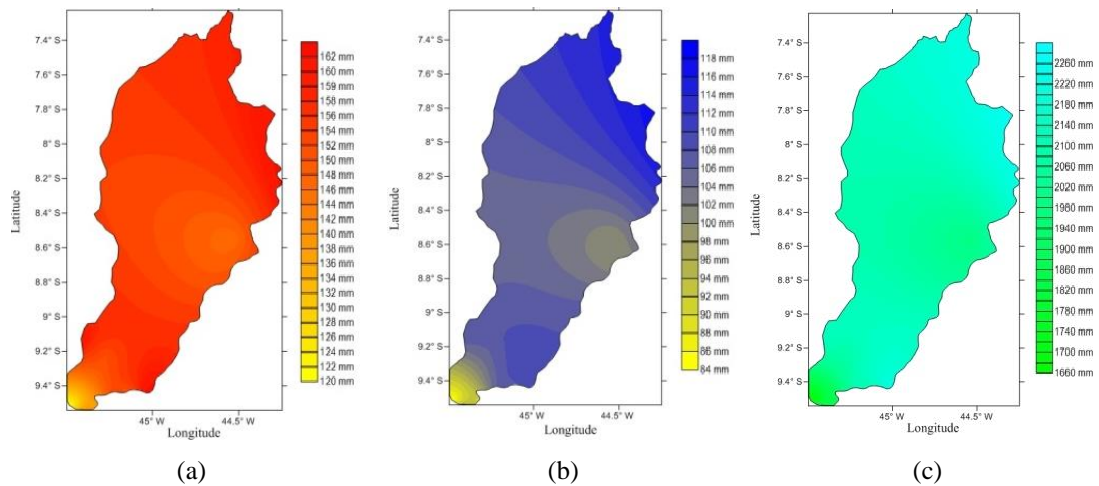 7.4° S
7.6° S
7.8° S
8° S
8.2° S
8.4° S
8.6° S
8.8° S
9° S
9.2° S
9.4° S
Latitude
45° W
44.5° W
Longitude
162 mm
160 mm
159 mm
156 mm
154 mm
152 mm
150 mm
148 mm
146 mm
144 mm
142 mm
140 mm
138 mm
136 mm
134 mm
130 mm
128 mm
126 mm
124 mm
122 mm
120 mm
(a)
7.4° S
7.6° S
7.8° S
8° S
8.2° S
8.4° S
8.6° S
8.8° S
9° S
9.2° S
9.4° S
Latitude
45° W
44.5° W
Longitude
118 mm
118 mm
114 mm
112 mm
110 mm
108 mm
106 mm
104 mm
102 mm
100 mm
98 mm
96 mm
94 mm
92 mm
90 mm
88 mm
86 mm
84 mm
(b)
7.4° S
7.6° S
7.8° S
8° S
8.2° S
8.4° S
8.6° S
8.8° S
9° S
9.2° S
9.4° S
Latitude
45° W
44.5° W
Longitude
2260 mm
2220 mm
2180 mm
2140 mm
2060 mm
2020 mm
1980 mm
1940 mm
1900 mm
1860 mm
1820 mm
1740 mm
1700 mm
1660 mm
(c)